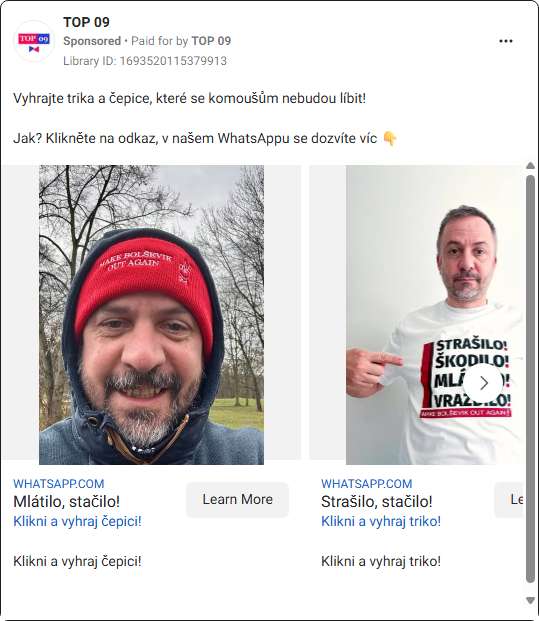 TOP 09
TOP 09
Sponsored • Paid for by TOP 09
Library ID: 1693520115379913
Vyhrajte trika a čepice, které se komoušům nebudou líbit!
Jak? Klikněte na odkaz, v našem WhatsAppu se dozvíte víc 👇
MAKE BOLŠEVIK
OUT AGAIN
STRAŠILO!
ŠKODILO!
VRAŽDILO!
MAKE BOLŠEVIK OUT AGAIN!
WHATSAPP.COM
Mlátilo, stačilo!
Klikni a vyhraj čepici!
Learn More
Klikni a vyhraj čepici!
WHATSAPP.COM
Strašilo, stačilo!
Klikni a vyhraj triko!
Le
Klikni a vyhraj triko!